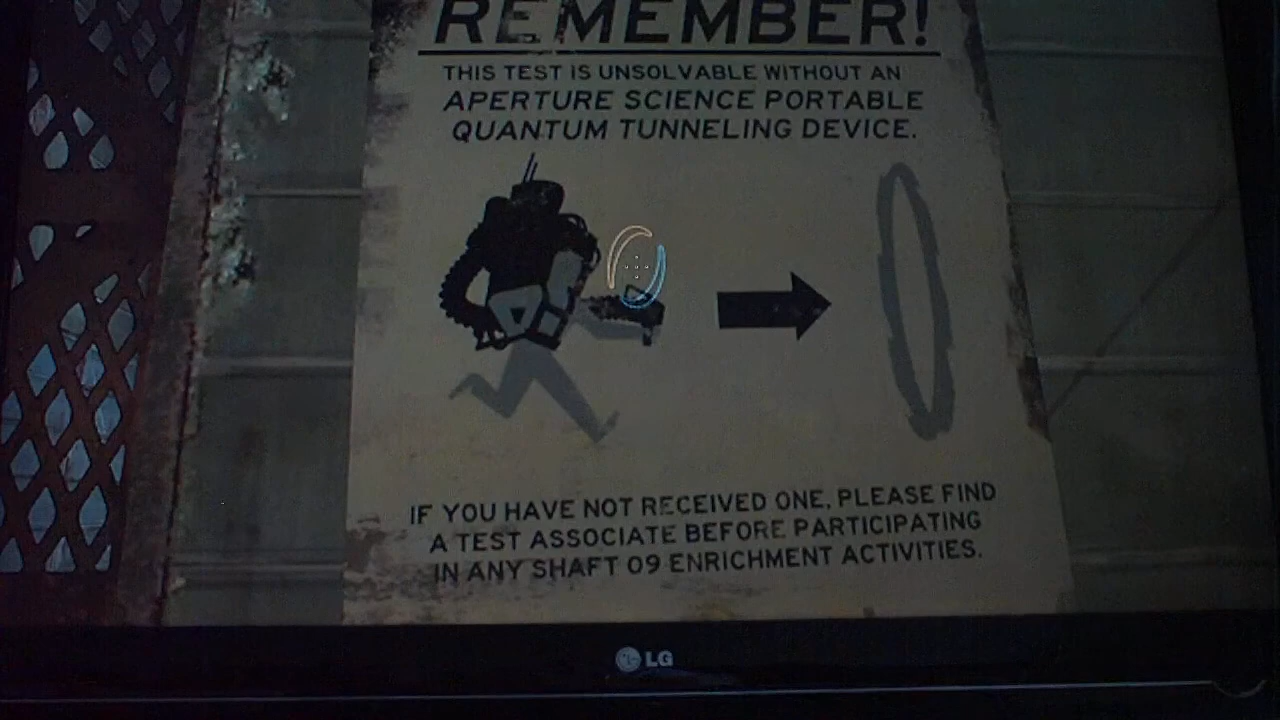 REMEMBER!
THIS TEST IS UNSOLVABLE WITHOUT AN
APERTURE SCIENCE PORTABLE
QUANTUM TUNNELING DEVICE.
IF YOU HAVE NOT RECEIVED ONE, PLEASE FIND
A TEST ASSOCIATE BEFORE PARTICIPATING
IN ANY SHAFT 09 ENRICHMENT ACTIVITIES.
LG